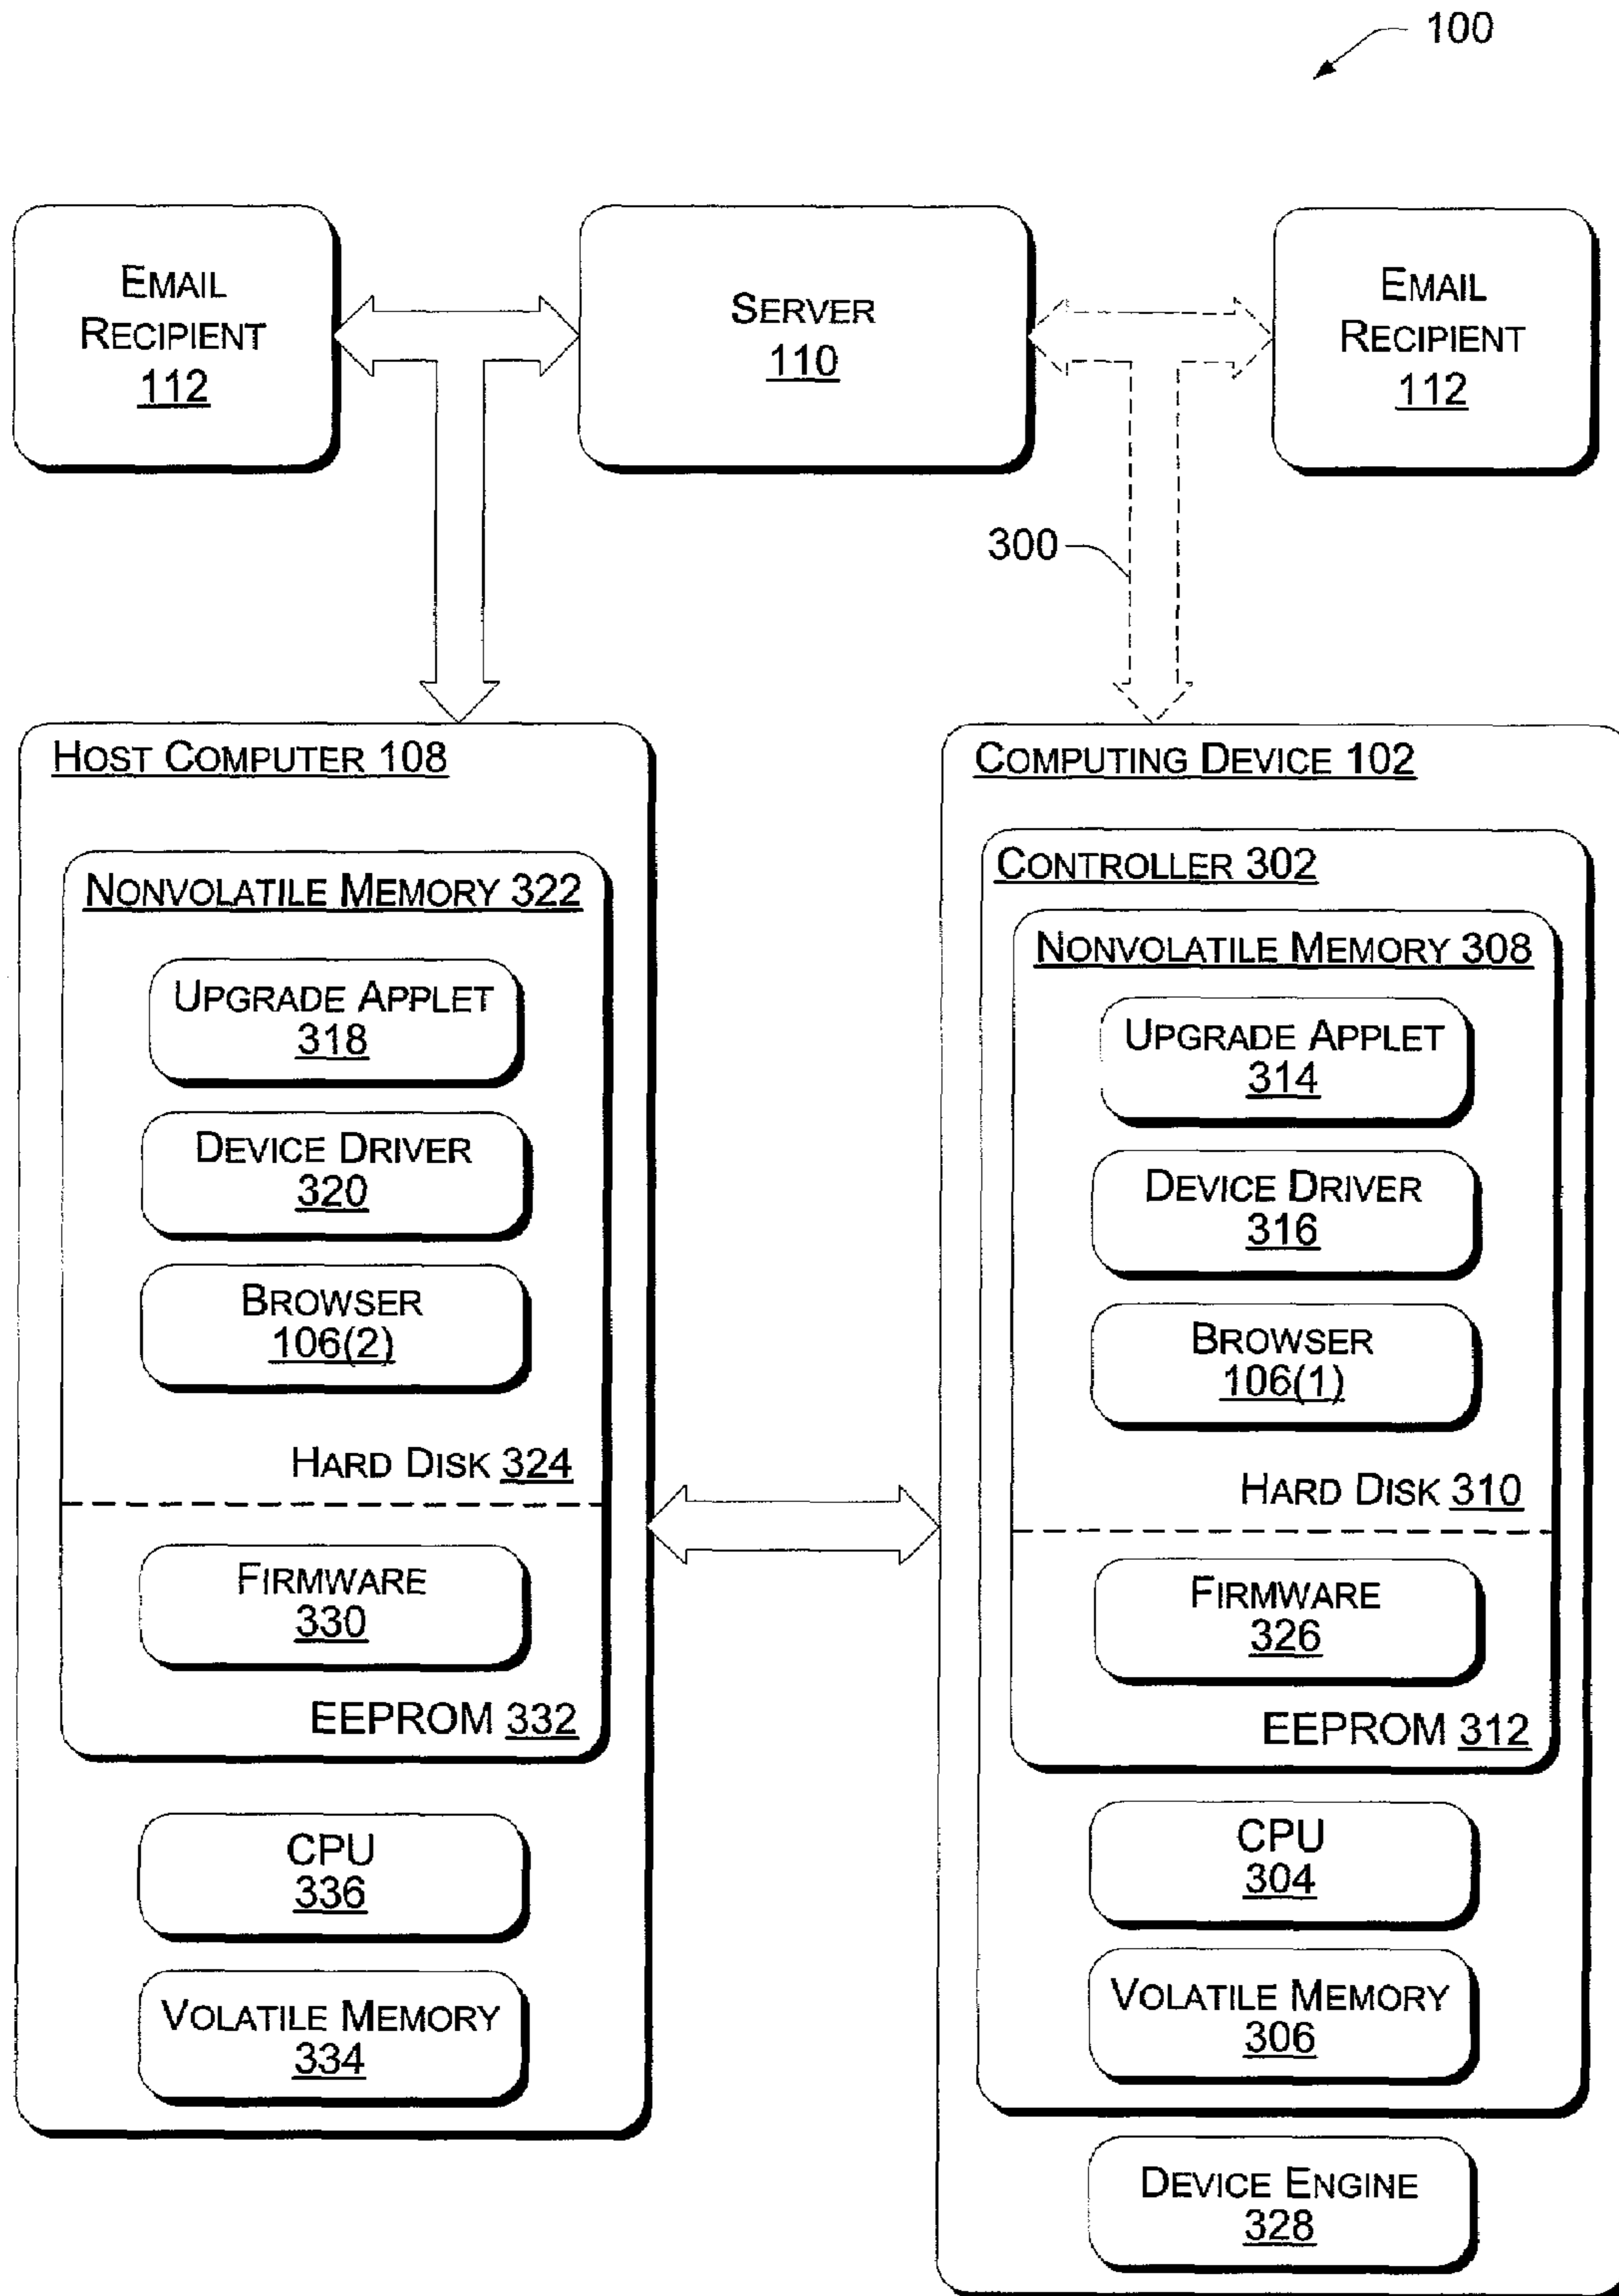 100
EMAIL
RECIPIENT
112
SERVER
110
EMAIL
RECIPIENT
112
300
HOST COMPUTER 108
NONVOLATILE MEMORY 322
UPGRADE APPLET
318
DEVICE DRIVER
320
BROWSER
106(2)
HARD DISK 324
FIRMWARE
330
EEPROM 332
CPU
336
VOLATILE MEMORY
334
COMPUTING DEVICE 102
CONTROLLER 302
NONVOLATILE MEMORY 308
UPGRADE APPLET
314
DEVICE DRIVER
316
BROWSER
106(1)
HARD DISK 310
FIRMWARE
326
EEPROM 312
CPU
304
VOLATILE MEMORY
306
DEVICE ENGINE
328